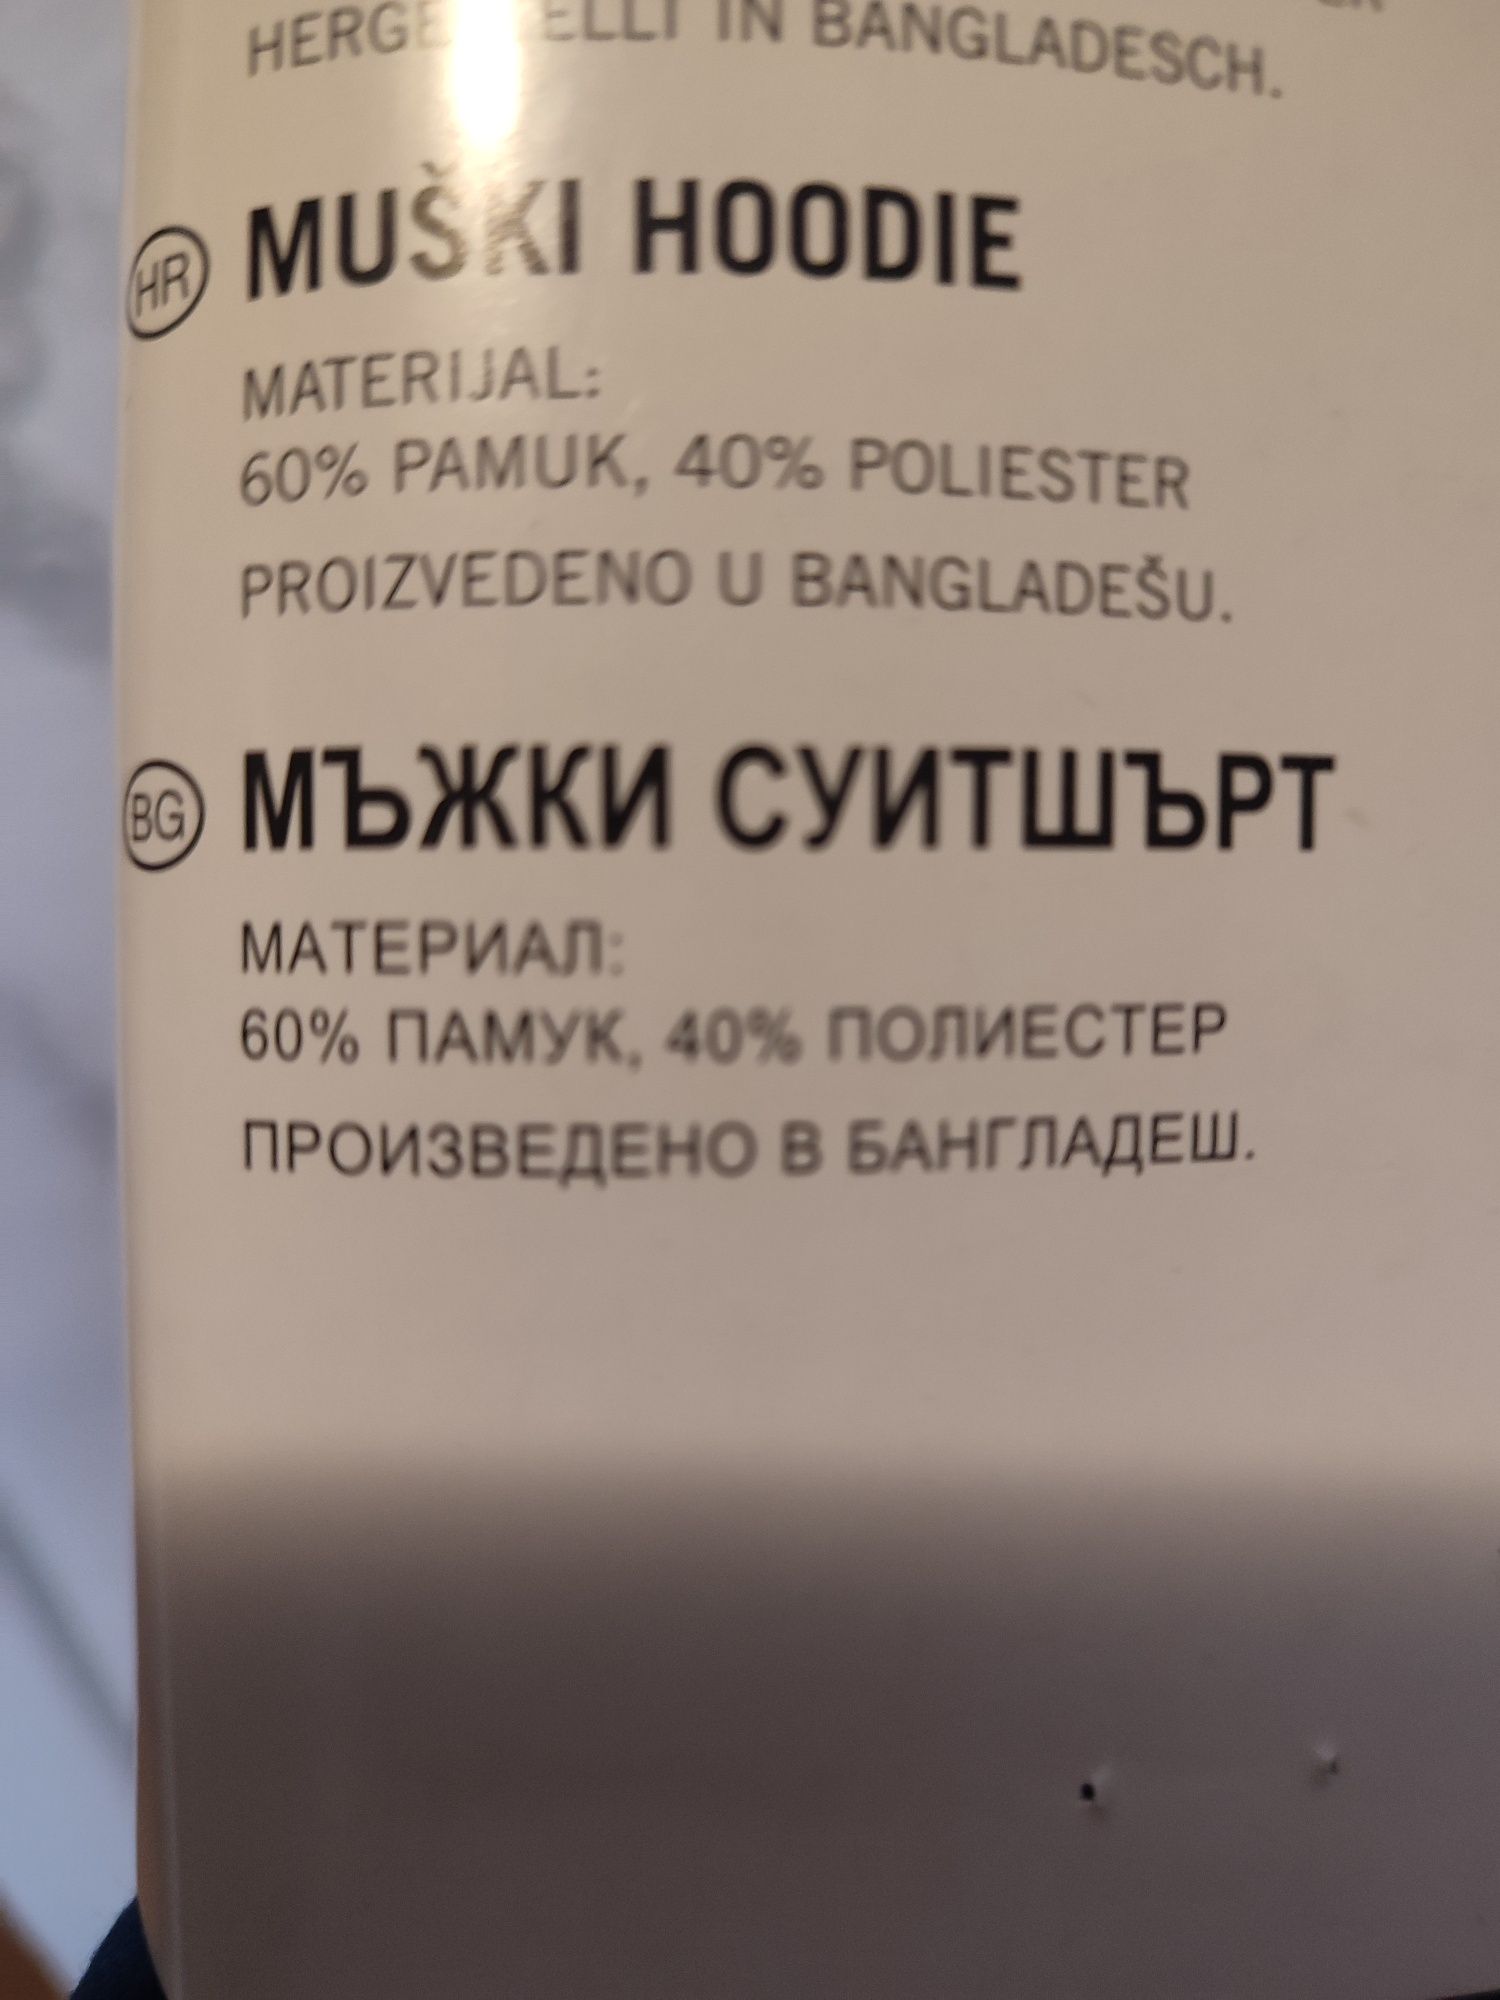 IN BANGLADESCH.
HR MUŠKI HOODIE
MATERIJAL:
60% PAMUK, 40% POLIESTER
PROIZVEDENO U BANGLADEŠU.
BG МЪЖКИ СУИТШЪРТ
МАТЕРИАЛ:
60% ПАМУК, 40% ПОЛИЕСТЕР
ПРОИЗВЕДЕНО В БАНГЛАДЕШ.